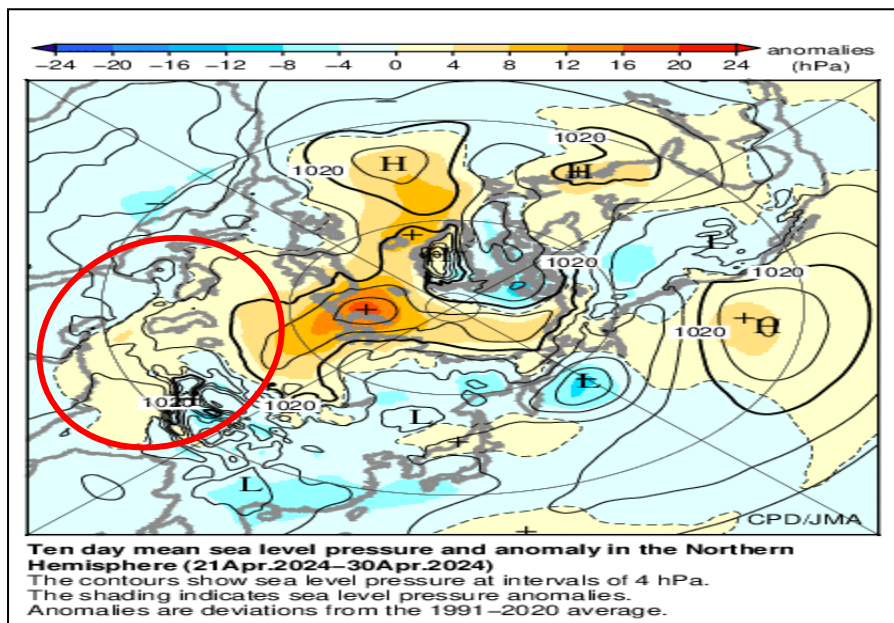 anomalies
−24 −20 −16 −12 −8 −4 0 4 8 12 16 20 24 (hPa)
1020
1020
H
H
L
1020
1020
1020
H
L
1020
L
L
CPD/JMA
Ten day mean sea level pressure and anomaly in the Northern
Hemisphere (21Apr.2024−30Apr.2024)
The contours show sea level pressure at intervals of 4 hPa.
The shading indicates sea level pressure anomalies.
Anomalies are deviations from the 1991−2020 average.